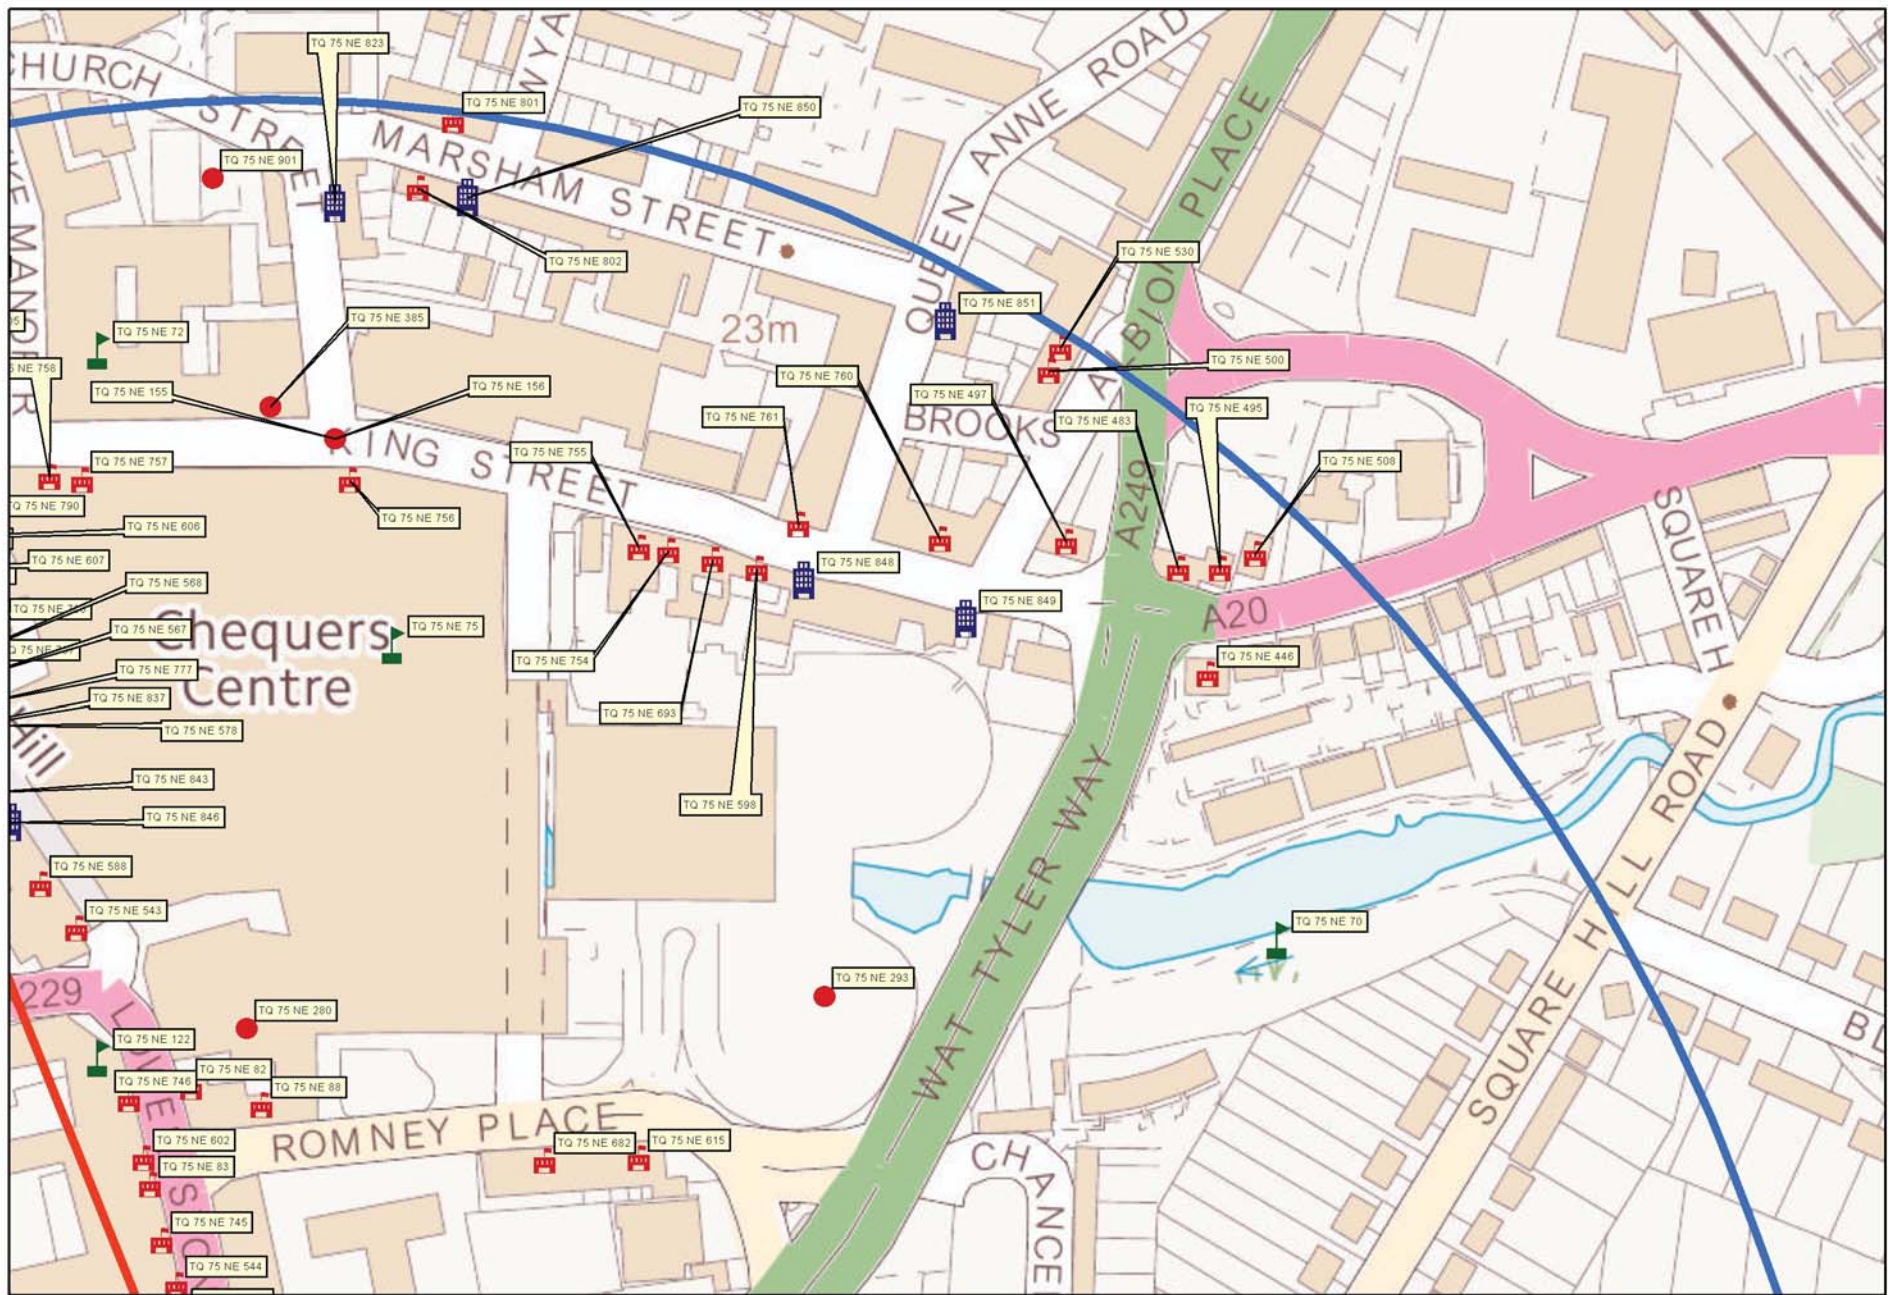 CHURCH STREET
TQ 75 NE 823
WYA
TQ 75 NE 801
TQ 75 NE 850
QUEEN ANNE ROAD
MARSHAM STREET
TQ 75 NE 901
TQ 75 NE 802
ALBION PLACE
TQ 75 NE 530
KE MANOR R
TQ 75 NE 851
TQ 75 NE 385
23m
TQ 75 NE 72
TQ 75 NE 500
NE 758
TQ 75 NE 760
TQ 75 NE 156
TQ 75 NE 155
TQ 75 NE 497
TQ 75 NE 495
TQ 75 NE 761
TQ 75 NE 483
BROOKS
KING STREET
TQ 75 NE 755
TQ 75 NE 757
TQ 75 NE 508
A249
TQ 75 NE 790
TQ 75 NE 756
TQ 75 NE 606
SQUARE H
TQ 75 NE 607
TQ 75 NE 848
TQ 75 NE 568
TQ 75 NE 849
A20
TQ 75 NE 567
TQ 75 NE 75
Chequers
Centre
TQ 75 NE 754
TQ 75 NE 446
TQ 75 NE 777
TQ 75 NE 837
TQ 75 NE 693
TQ 75 NE 578
Hill
TQ 75 NE 843
TQ 75 NE 598
TQ 75 NE 846
WAT TYLER WAY
SQUARE HILL ROAD
TQ 75 NE 588
TQ 75 NE 543
TQ 75 NE 70
TQ 75 NE 293
229
TQ 75 NE 280
TQ 75 NE 122
TQ 75 NE 82
TQ 75 NE 746
TQ 75 NE 88
ROMNEY PLACE
TQ 75 NE 602
TQ 75 NE 682
TQ 75 NE 615
TQ 75 NE 83
CHANCE
TQ 75 NE 745
TQ 75 NE 544